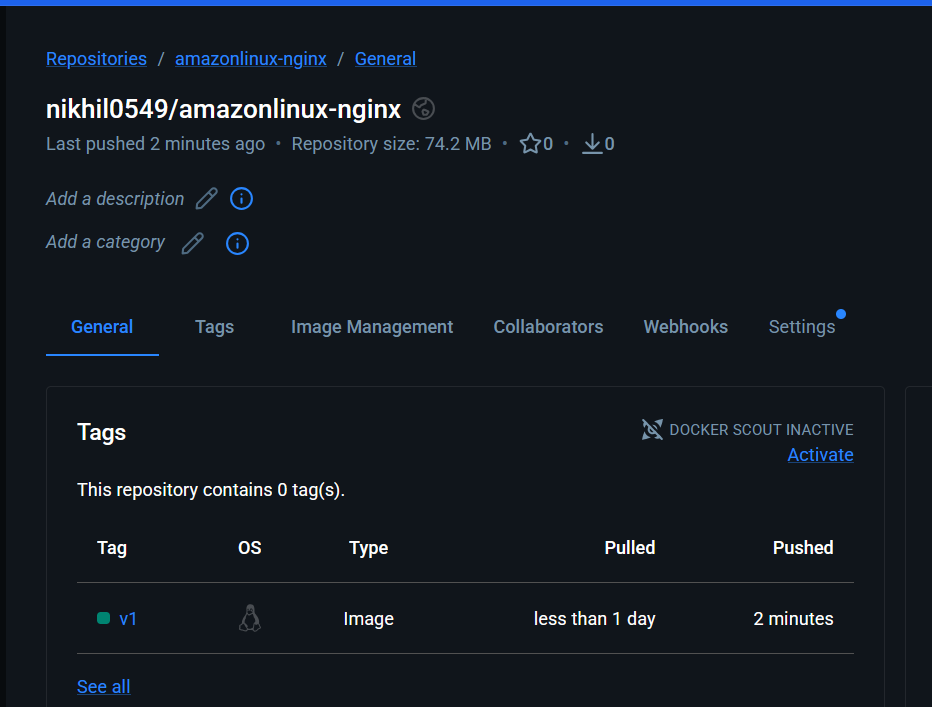 Repositories / amazonlinux-nginx / General
nikhil0549/amazonlinux-nginx
Last pushed 2 minutes ago • Repository size: 74.2 MB • 0 • 0
Add a description
Add a category
General Tags Image Management Collaborators Webhooks Settings
Tags
DOCKER SCOUT INACTIVE
Activate
This repository contains 0 tag(s).
Tag OS Type Pulled Pushed
v1 Image less than 1 day 2 minutes
See all